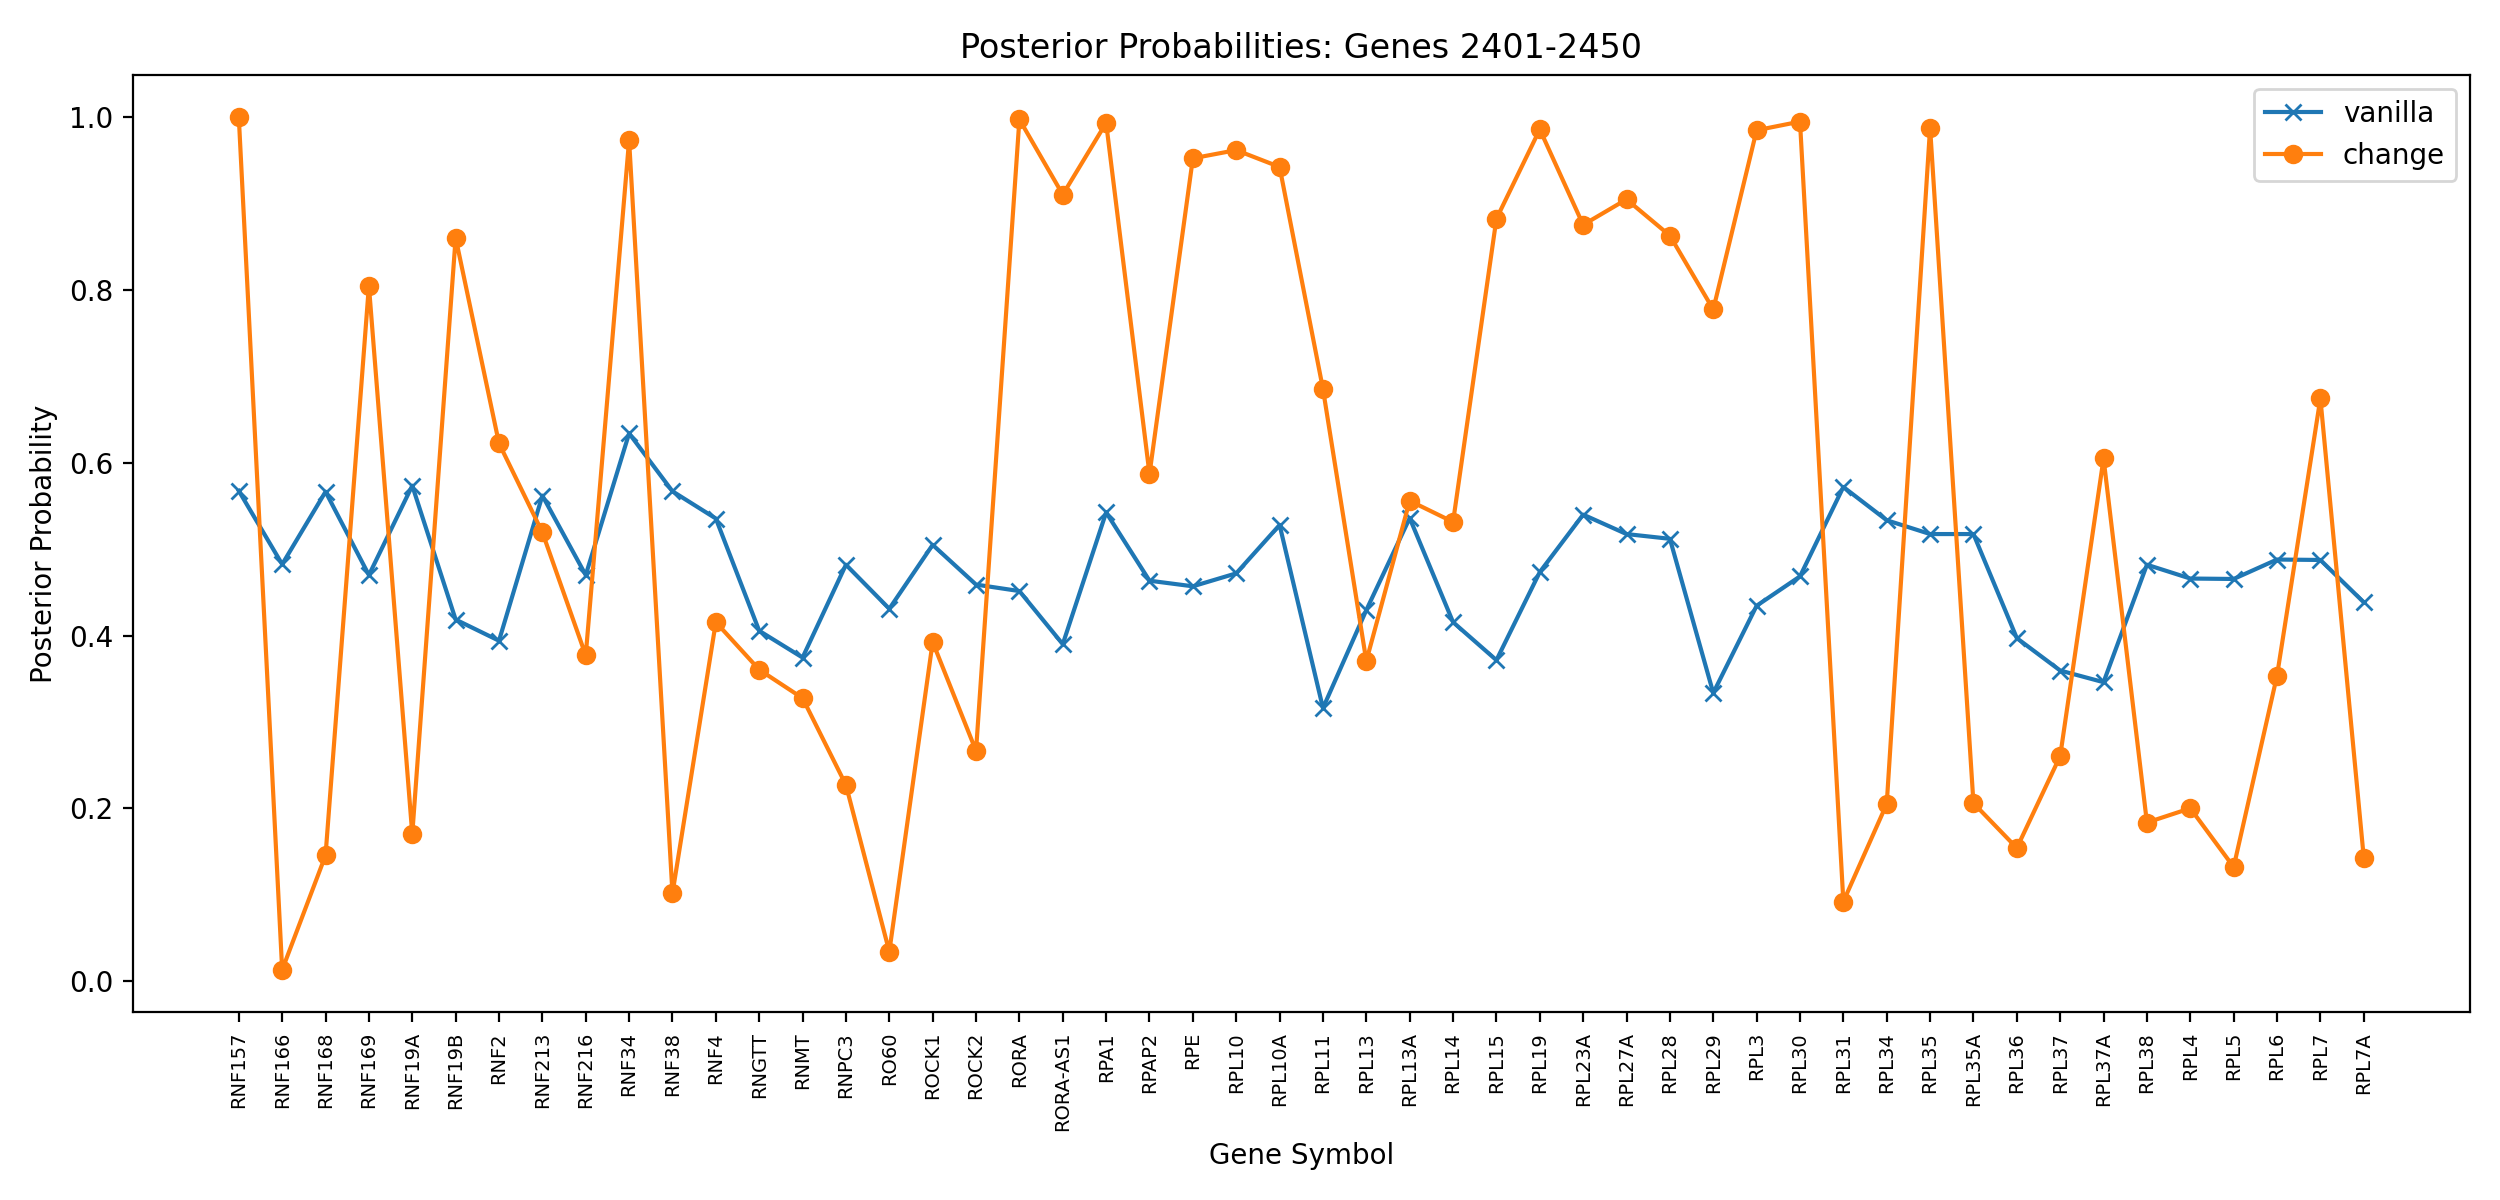 Posterior Probabilities: Genes 2401-2450
vanilla
change
Posterior Probability
1.0
0.8
0.6
0.4
0.2
0.0
RNF157
RNF166
RNF168
RNF169
RNF19A
RNF19B
RNF2
RNF213
RNF216
RNF34
RNF38
RNF4
RNGTT
RNMT
RNPC3
RO60
ROCK1
ROCK2
RORA
RORA-AS1
RPA1
RPAP2
RPE
RPL10
RPL10A
RPL11
RPL13
RPL13A
RPL14
RPL15
RPL19
RPL23A
RPL27A
RPL28
RPL29
RPL3
RPL30
RPL31
RPL34
RPL35
RPL35A
RPL36
RPL37
RPL37A
RPL38
RPL4
RPL5
RPL6
RPL7
RPL7A
Gene Symbol